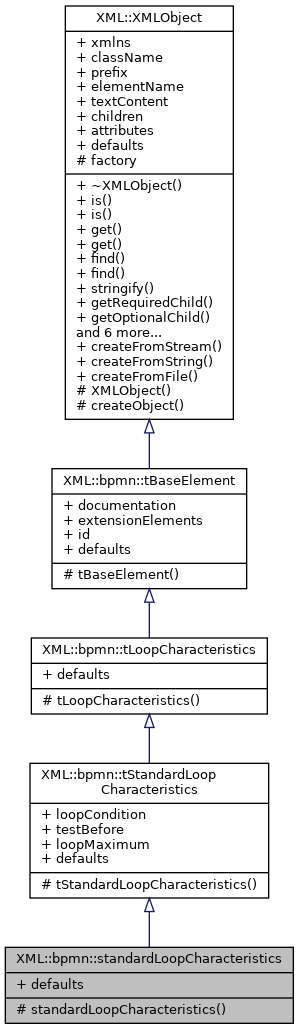 XML::XMLObject
+ xmlns
+ className
+ prefix
+ elementName
+ textContent
+ children
+ attributes
+ defaults
# factory
+ ~XMLObject()
+ is()
+ is()
+ get()
+ get()
+ find()
+ find()
+ stringify()
+ getRequiredChild()
+ getOptionalChild()
and 6 more...
+ createFromStream()
+ createFromString()
+ createFromFile()
# XMLObject()
# createObject()
XML::bpmn::tBaseElement
+ documentation
+ extensionElements
+ id
+ defaults
# tBaseElement()
XML::bpmn::tLoopCharacteristics
+ defaults
# tLoopCharacteristics()
XML::bpmn::tStandardLoop
Characteristics
+ loopCondition
+ testBefore
+ loopMaximum
+ defaults
# tStandardLoopCharacteristics()
XML::bpmn::standardLoopCharacteristics
+ defaults
# standardLoopCharacteristics()